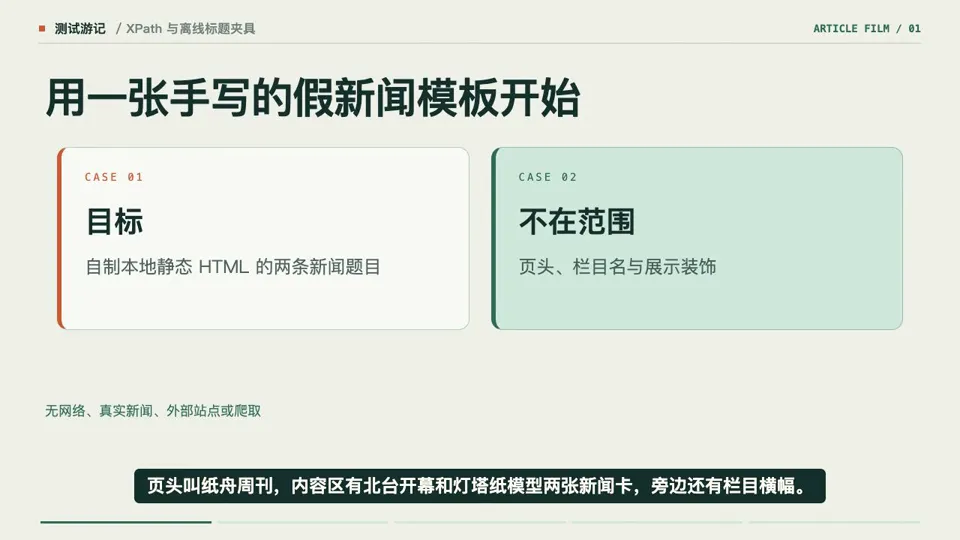 测试游记 / XPath 与离线标题夹具
ARTICLE FILM / 01
用一张手写的假新闻模板开始
CASE 01
目标
自制本地静态 HTML 的两条新闻题目
CASE 02
不在范围
页头、栏目名与展示装饰
无网络、真实新闻、外部站点或爬取
页头叫纸舟周刊，内容区有北台开幕和灯塔纸模型两张新闻卡，旁边还有栏目横幅。